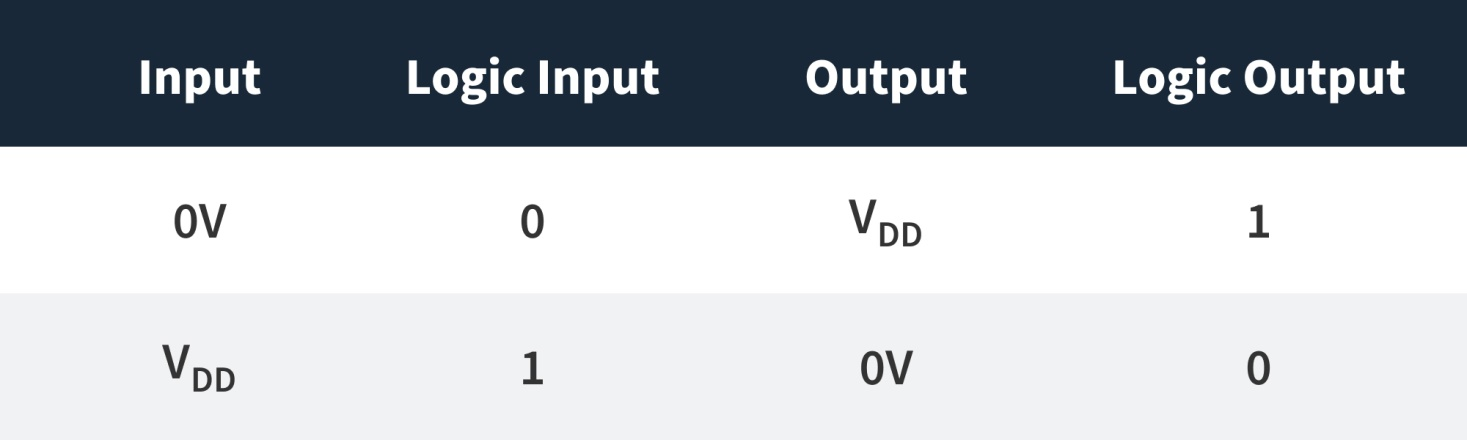 Input Logic Input Output Logic Output
0V 0 VDD 1
VDD 1 0V 0